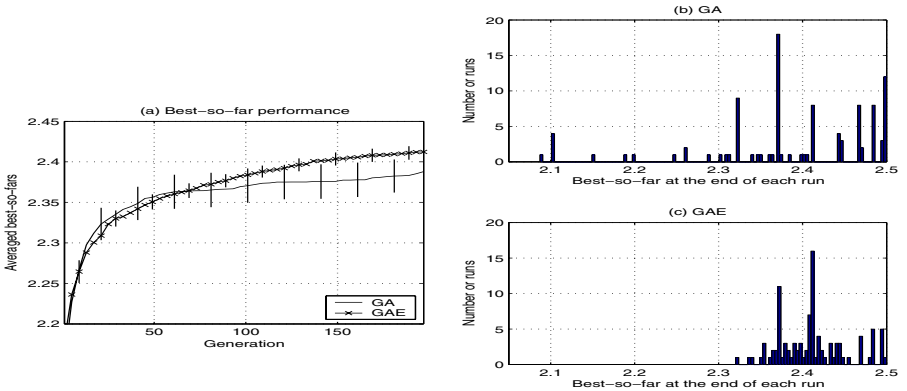 (a) Best−so−far performance
Averaged best−so−fars
2.45
2.4
2.35
2.3
2.25
2.2
50
100
150
Generation
GA
GAE
(b) GA
Number or runs
20
15
10
5
0
2.1
2.2
2.3
2.4
2.5
Best−so−far at the end of each run
(c) GAE
Number or runs
20
15
10
5
0
2.1
2.2
2.3
2.4
2.5
Best−so−far at the end of each run